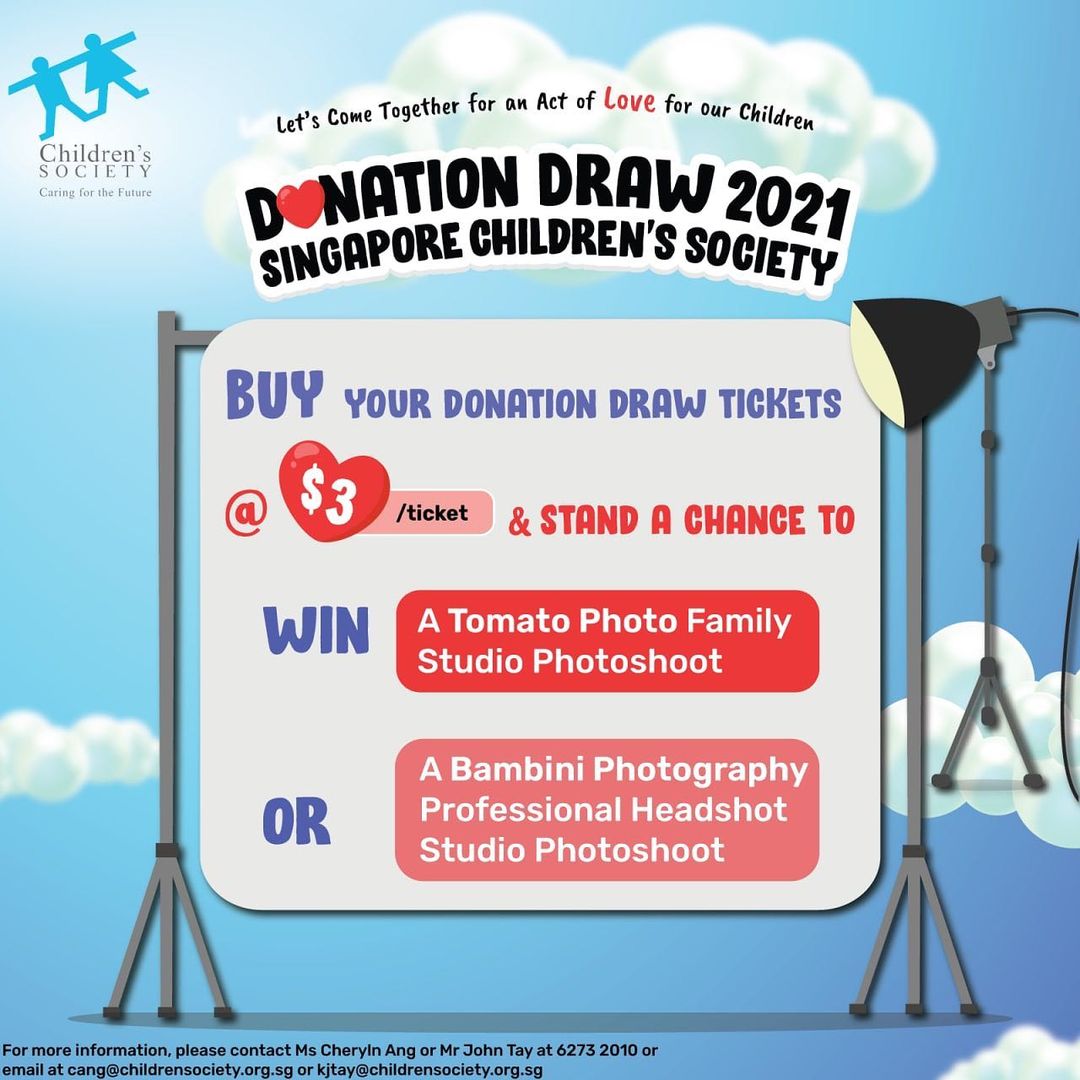 Children's
SOCIETY
Caring for the Future
Let's Come Together for an Act of Love for our Children
DONATION DRAW 2021
SINGAPORE CHILDREN'S SOCIETY
BUY YOUR DONATION DRAW TICKETS
@ $3 /ticket & STAND A CHANCE TO
WIN
A Tomato Photo Family
Studio Photoshoot
OR
A Bambini Photography
Professional Headshot
Studio Photoshoot
For more information, please contact Ms Cheryln Ang or Mr John Tay at 6273 2010 or
email at cang@childrensociety.org.sg or kjtay@childrensociety.org.sg